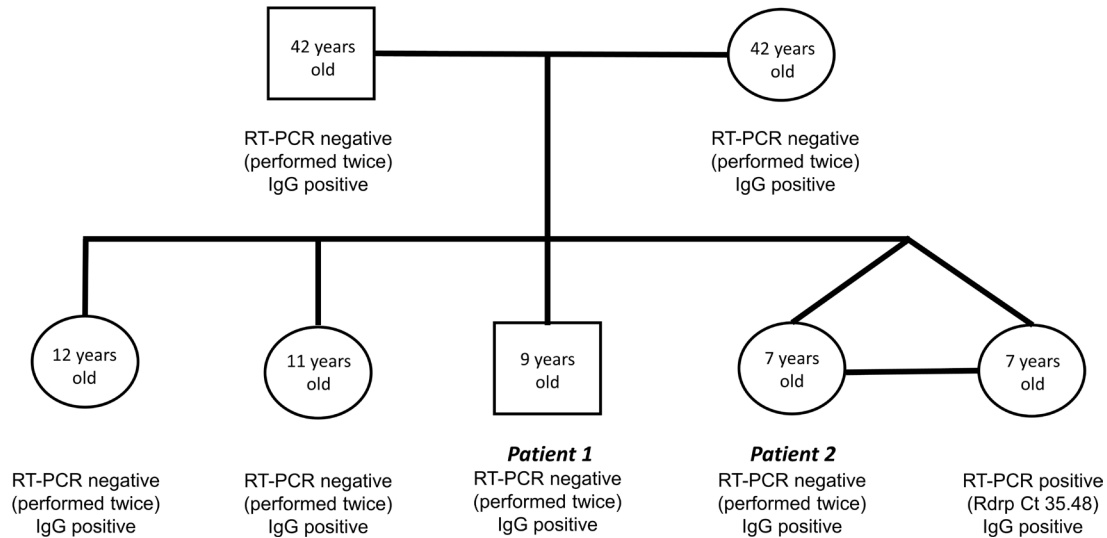 42 years
old
42 years
old
RT-PCR negative
(performed twice)
IgG positive
RT-PCR negative
(performed twice)
IgG positive
12 years
old
11 years
old
9 years
old
7 years
old
7 years
old
Patient 1
Patient 2
RT-PCR negative
(performed twice)
IgG positive
RT-PCR negative
(performed twice)
IgG positive
RT-PCR negative
(performed twice)
IgG positive
RT-PCR negative
(performed twice)
IgG positive
RT-PCR positive
(Rdrp Ct 35.48)
IgG positive